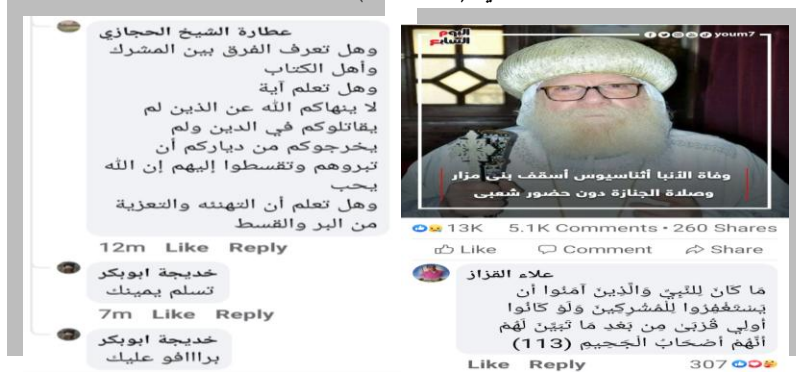 اليوم السابع
youm7
وفاة الأنبا أثناسيوس أسقف بنى مزار
وصلاة الجنازة دون حضور شعبى
13K 5.1K Comments • 260 Shares
Like Comment Share
علاء القزاز
مَا كَانَ لِلنَّبِيِّ وَالَّذِينَ آمَنُوا أَن
يَسْتَغْفِرُوا لِلْمُشْرِكِينَ وَلَوْ كَانُوا
أُولِي قُرْبَىٰ مِن بَعْدِ مَا تَبَيَّنَ لَهُمْ
أَنَّهُمْ أَصْحَابُ الْجَحِيمِ (113)
Like Reply 307
عطارة الشيخ الحجازي
وهل تعرف الفرق بين المشرك
وأهل الكتاب
وهل تعلم آية
لا ينهاكم الله عن الذين لم
يقاتلوكم في الدين ولم
يخرجوكم من دياركم أن
تبروهم وتقسطوا إليهم إن الله
يحب
وهل تعلم أن التهنئه والتعزية
من البر والقسط
12m Like Reply
خديجة ابوبكر
تسلم يمينك
7m Like Reply
خديجة ابوبكر
برااافو عليك